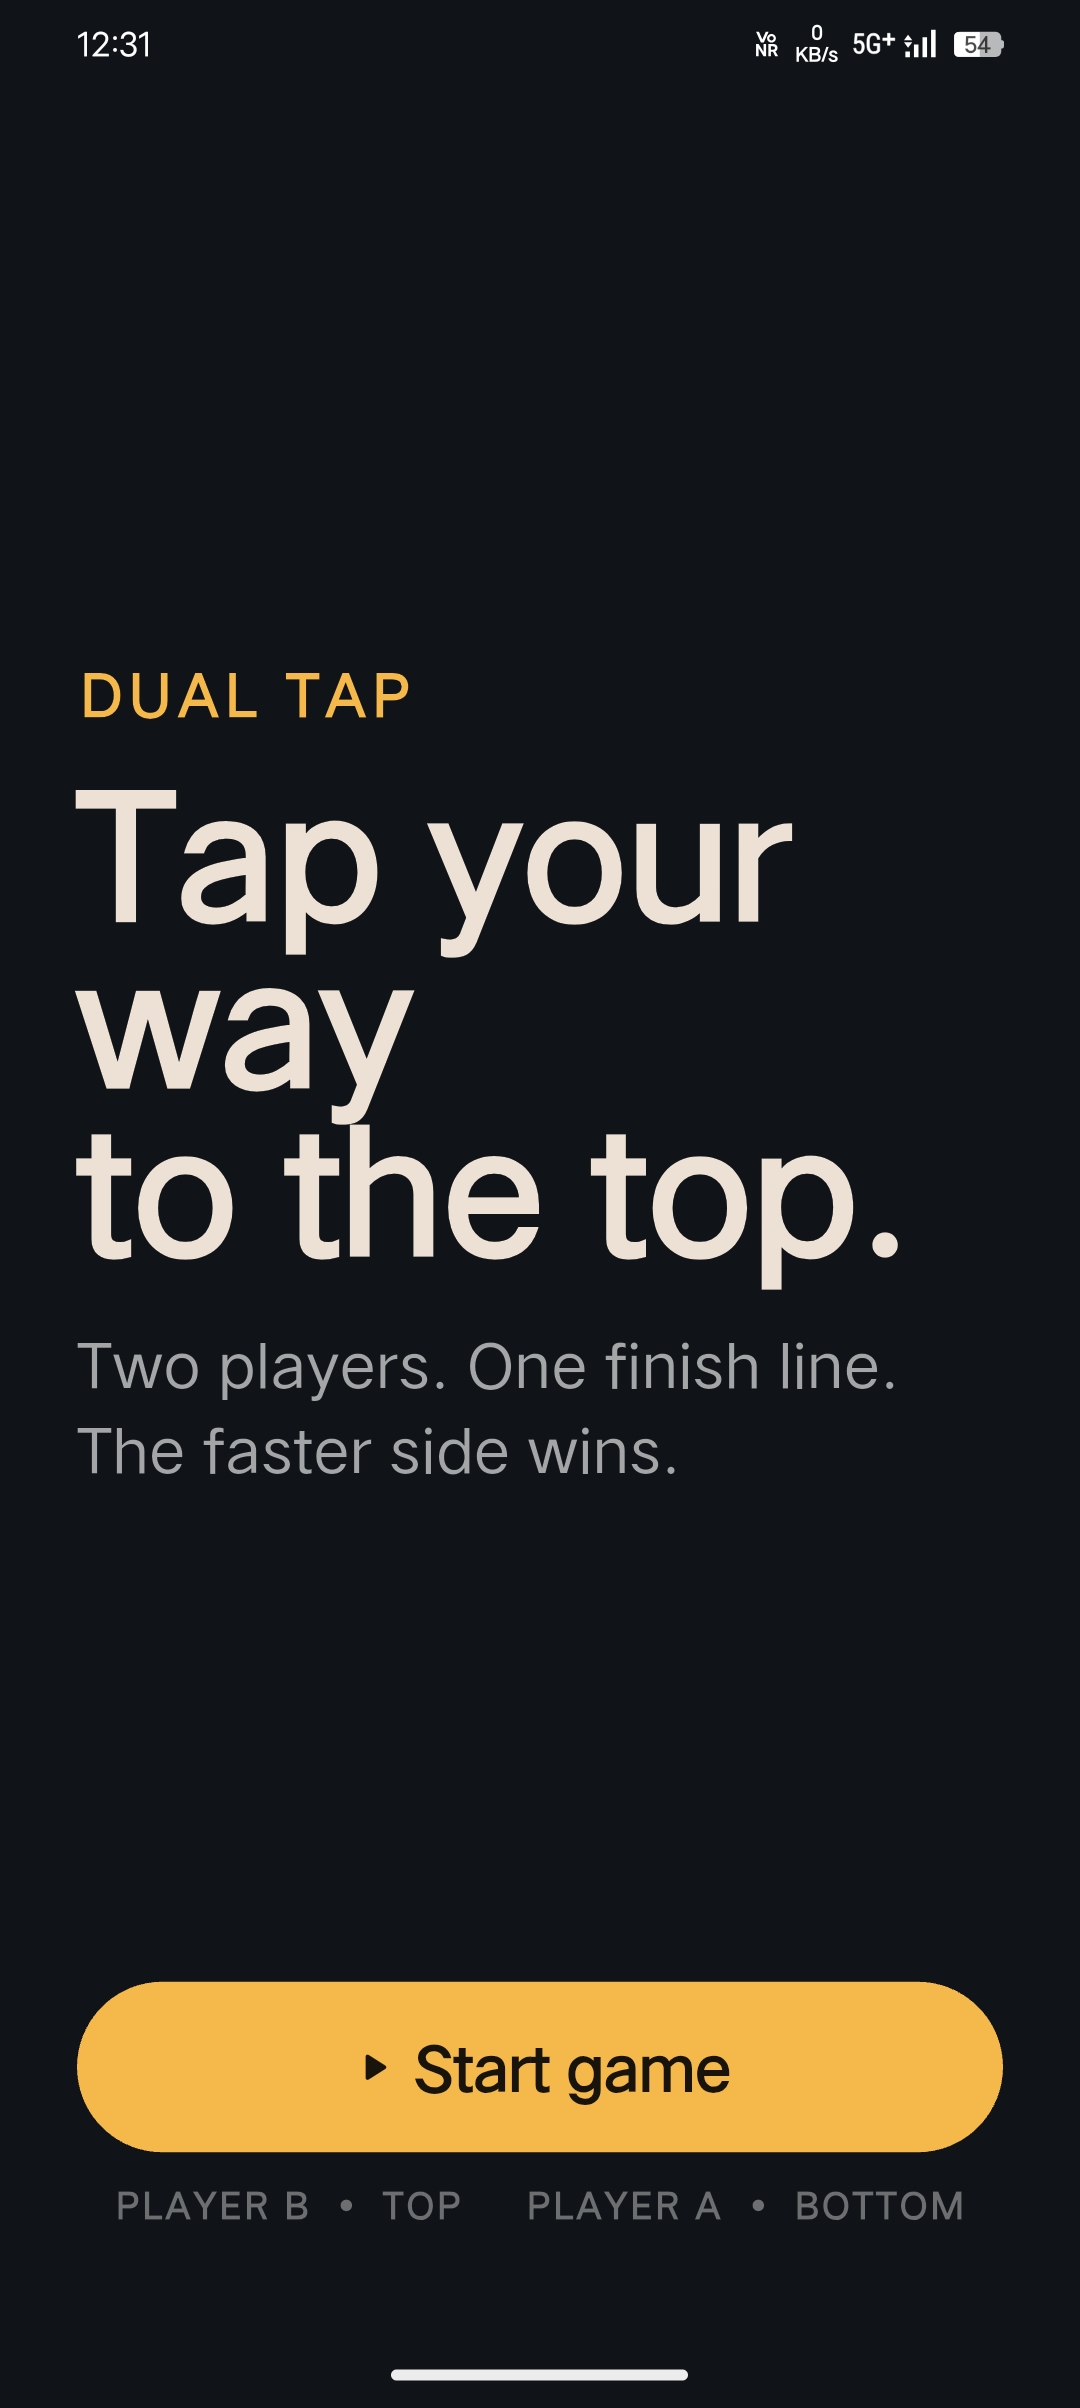 12:31
Vo NR
0 KB/s
5G+
54
DUAL TAP
Tap your
way
to the top.
Two players. One finish line.
The faster side wins.
Start game
PLAYER B • TOP PLAYER A • BOTTOM